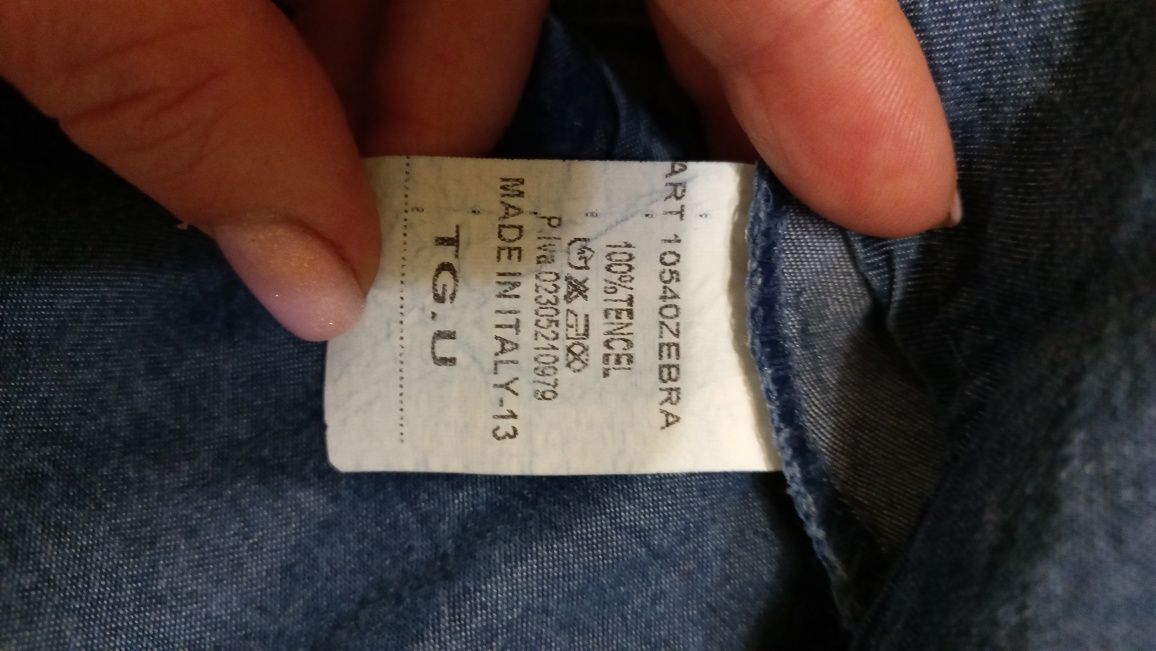 ART 10540ZEBRA
100%TENCEL
P.Iva 02305210979
MADE IN ITALY-13
TG.U